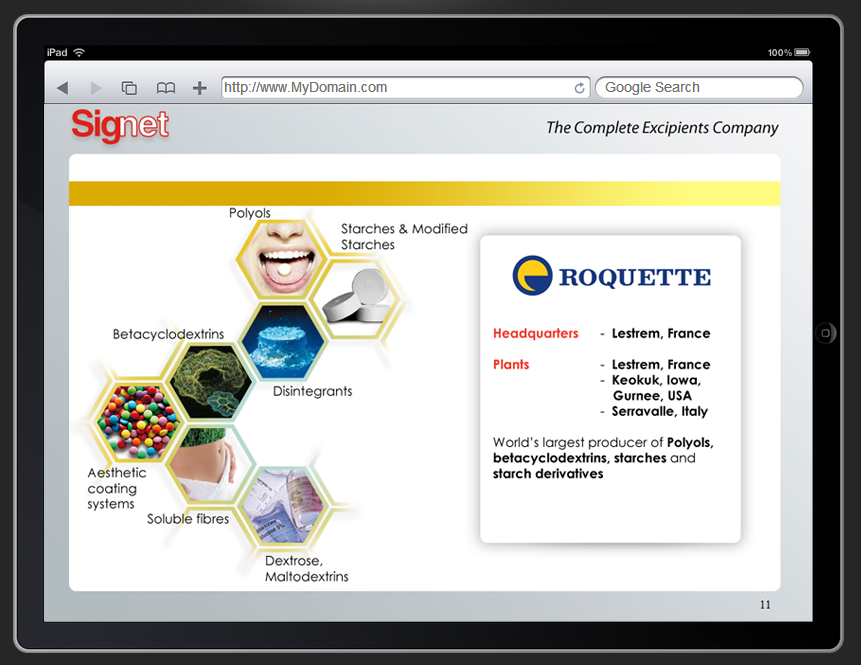 iPad
100%
http://www.MyDomain.com
Google Search
Signet
The Complete Excipients Company
Polyols
Starches & Modified
Starches
Betacyclodextrins
Disintegrants
Aesthetic
coating
systems
Soluble fibres
Dextrose,
Maltodextrins
ROQUETTE
Headquarters - Lestrem, France
Plants - Lestrem, France
- Keokuk, Iowa,
Gurnee, USA
- Serravalle, Italy
World's largest producer of Polyols,
betacyclodextrins, starches and
starch derivatives
11